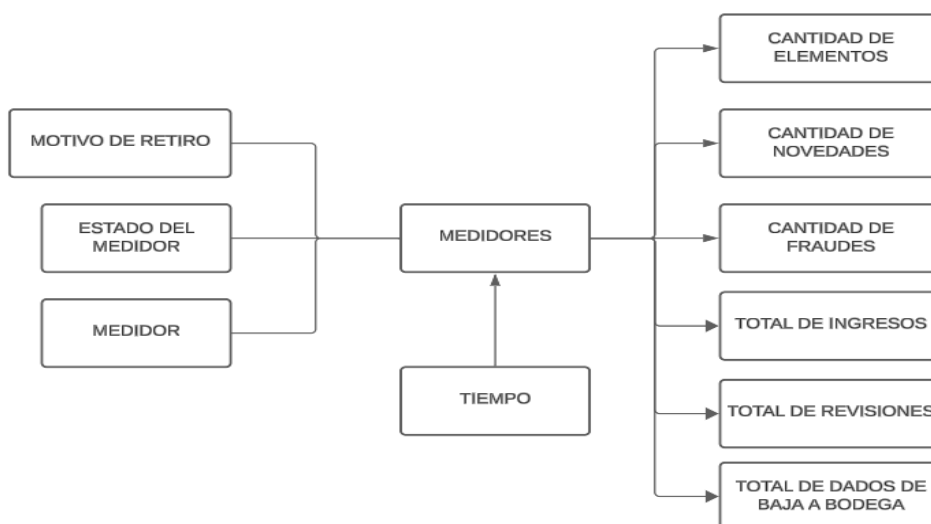 MOTIVO DE RETIRO
ESTADO DEL
MEDIDOR
MEDIDOR
MEDIDORES
TIEMPO
CANTIDAD DE
ELEMENTOS
CANTIDAD DE
NOVEDADES
CANTIDAD DE
FRAUDES
TOTAL DE INGRESOS
TOTAL DE REVISIONES
TOTAL DE DADOS DE
BAJA A BODEGA